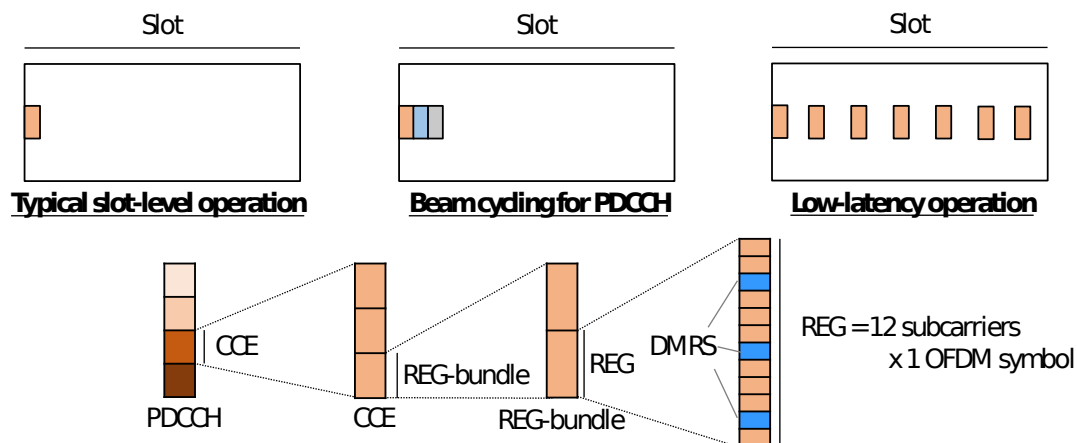 Slot
Slot
Slot
Typical slot-level operation
Beam cycling for PDCCH
Low-latency operation
CCE
REG-bundle
REG
DMRS
REG = 12 subcarriers
x 1 OFDM symbol
PDCCH
CCE
REG-bundle